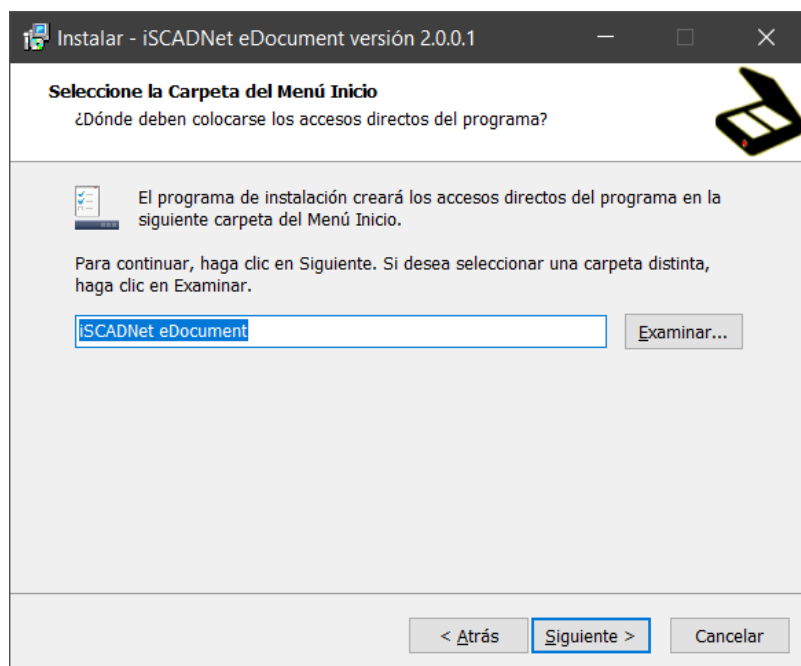 Instalar - iSCADNet eDocument versión 2.0.0.1
Seleccione la Carpeta del Menú Inicio
¿Dónde deben colocarse los accesos directos del programa?
El programa de instalación creará los accesos directos del programa en la
siguiente carpeta del Menú Inicio.
Para continuar, haga clic en Siguiente. Si desea seleccionar una carpeta distinta,
haga clic en Examinar.
iSCADNet eDocument
Examinar...
< Atrás
Siguiente >
Cancelar